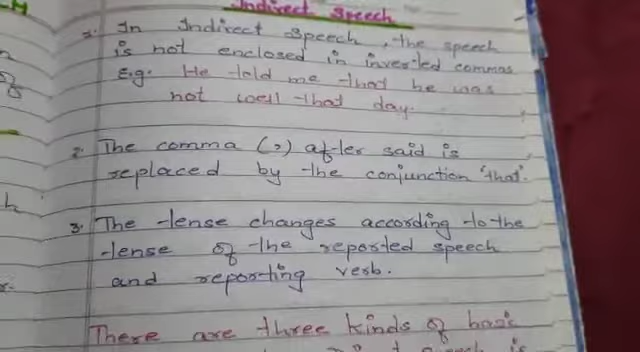 Indirect Speech
1. In Indirect Speech, the speech
is not enclosed in inverted commas
E.g. He told me that he was
not well that day.
2. The comma (,) after said is
replaced by the conjunction 'that'.
3. The tense changes according to the
tense of the reported speech
and reporting verb.
There are three kinds of basic